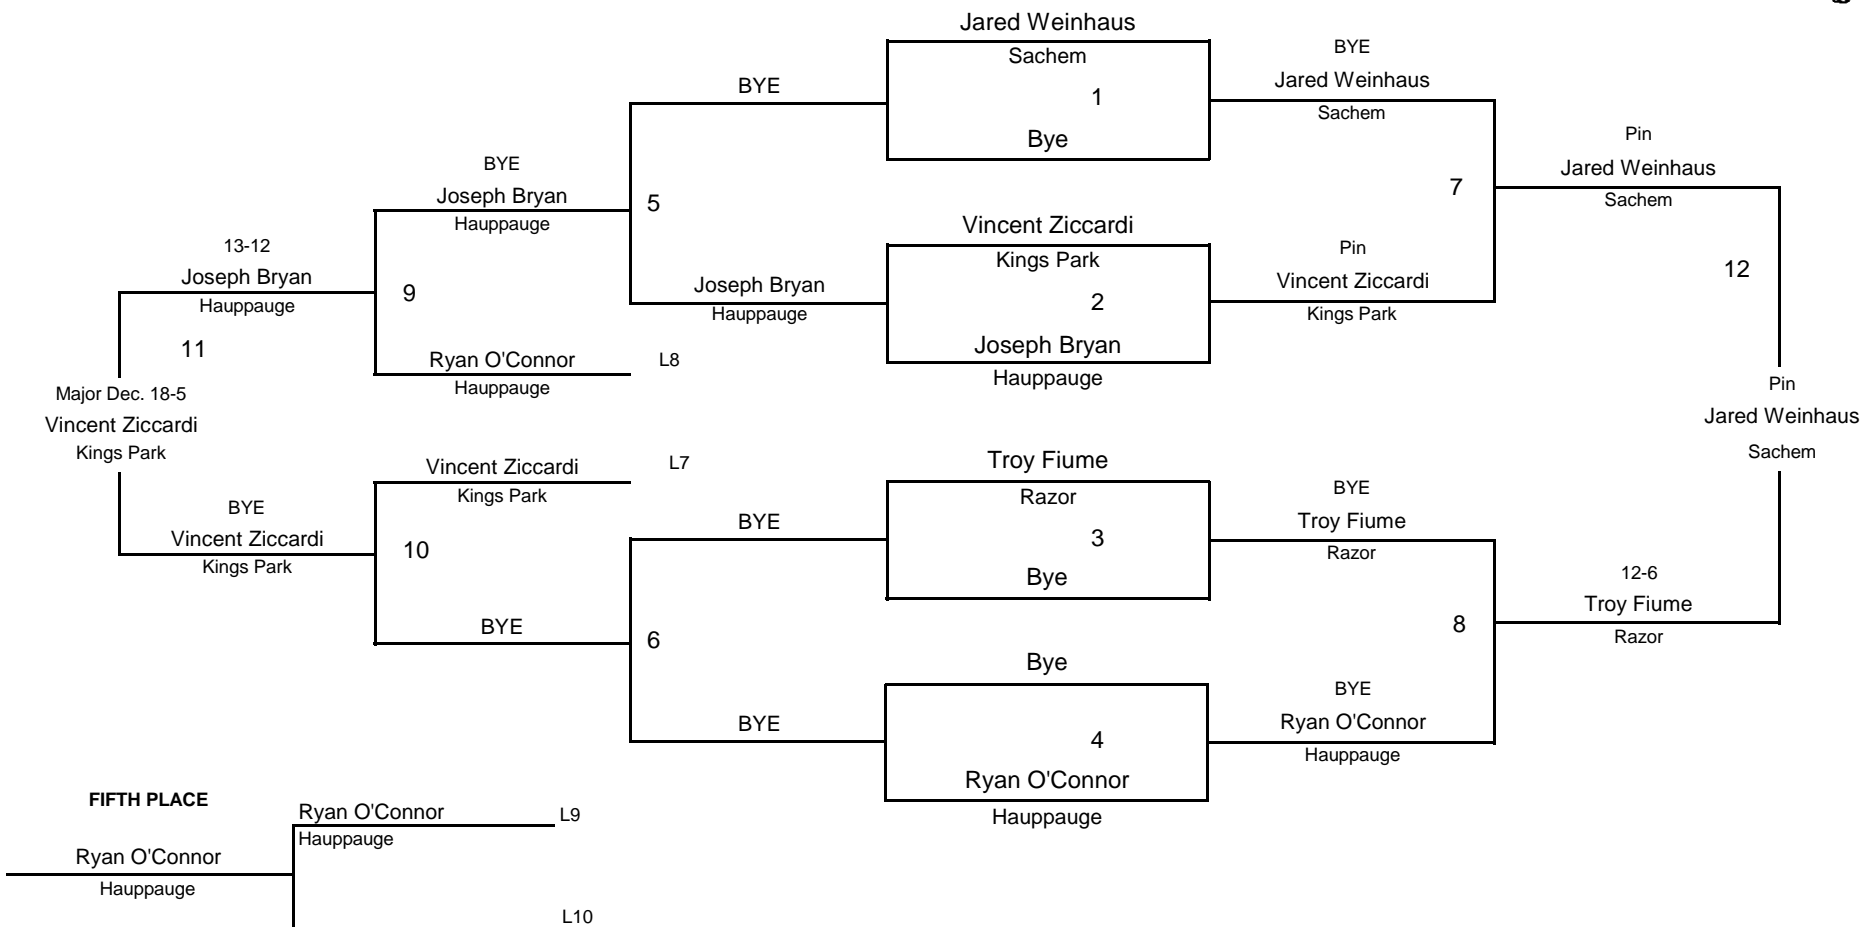 Jared Weinhaus
Sachem
1
Bye
BYE
Jared Weinhaus
Sachem
BYE
Pin
Jared Weinhaus
Sachem
7
BYE
Joseph Bryan
Hauppauge
5
Vincent Ziccardi
Kings Park
2
Joseph Bryan
Hauppauge
Pin
Vincent Ziccardi
Kings Park
Joseph Bryan
Hauppauge
12
13-12
Joseph Bryan
Hauppauge
9
11
Ryan O'Connor
Hauppauge
L8
Major Dec. 18-5
Vincent Ziccardi
Kings Park
Pin
Jared Weinhaus
Sachem
Vincent Ziccardi
Kings Park
L7
Troy Fiume
Razor
3
Bye
BYE
Troy Fiume
Razor
BYE
BYE
Vincent Ziccardi
Kings Park
10
12-6
Troy Fiume
Razor
8
BYE
6
Bye
4
Ryan O'Connor
Hauppauge
BYE
Ryan O'Connor
Hauppauge
BYE
FIFTH PLACE
Ryan O'Connor
Hauppauge
L9
Ryan O'Connor
Hauppauge
L10